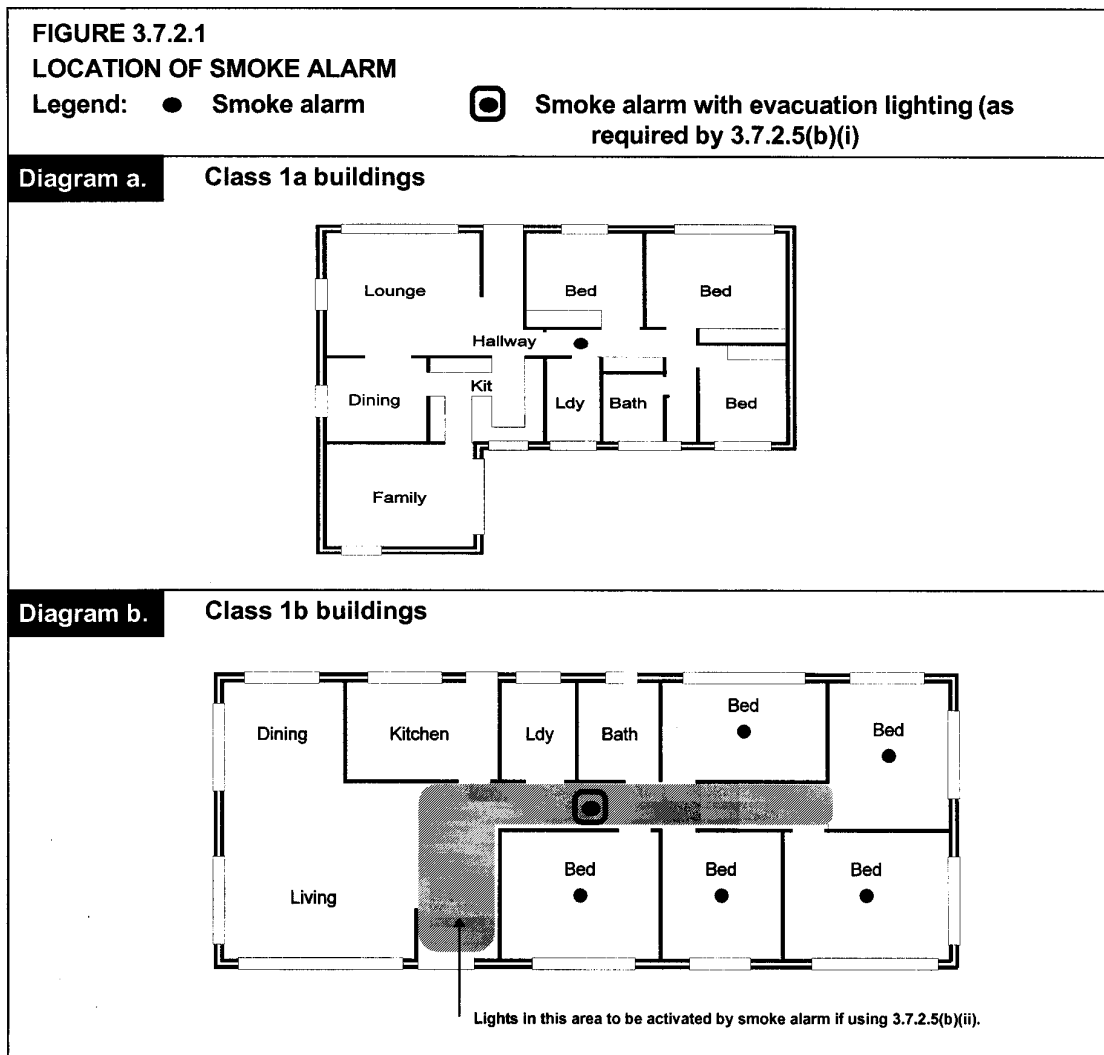 FIGURE 3.7.2.1
LOCATION OF SMOKE ALARM
Legend: Smoke alarm Smoke alarm with evacuation lighting (as
required by 3.7.2.5(b)(i)
Diagram a. Class 1a buildings
Lounge Bed Bed
Hallway
Kit
Dining Ldy Bath Bed
Family
Diagram b. Class 1b buildings
Bed
Dining Kitchen Ldy Bath Bed
Bed Bed Bed
Living
Lights in this area to be activated by smoke alarm if using 3.7.2.5(b)(ii).